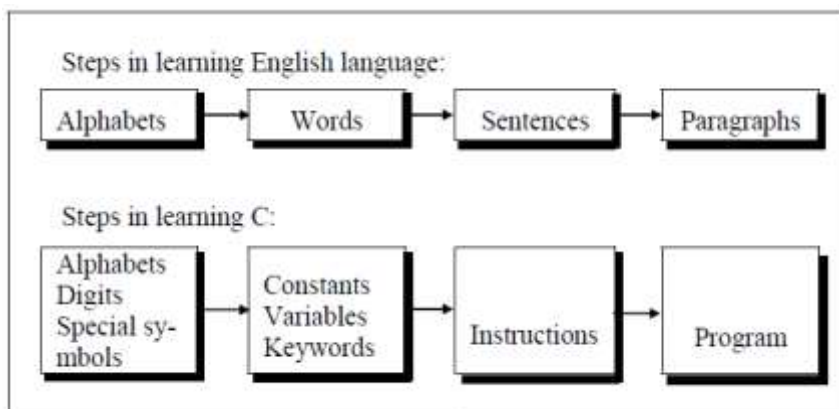 Steps in learning English language:
Alphabets
Words
Sentences
Paragraphs
Steps in learning C:
Alphabets
Digits
Special sy-
mbols
Constants
Variables
Keywords
Instructions
Program